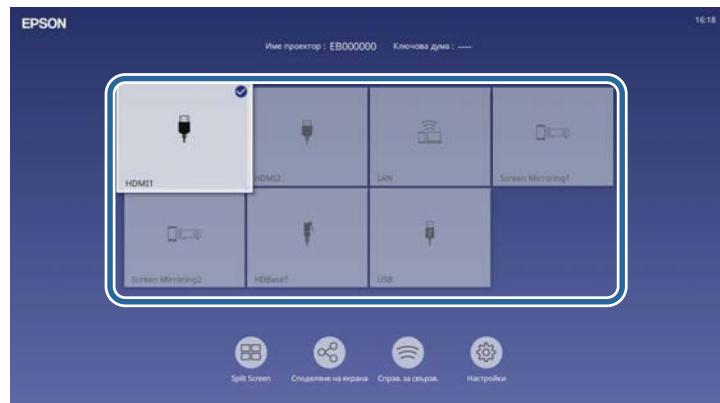 EPSON
16:18
Име проектор : EB000000 Ключова дума : ----
HDMI1
HDMI2
LAN
Screen Mirroring1
Screen Mirroring2
HDBaseT
USB
Split Screen
Споделяне на екрана
Справ. за свързв.
Настройки